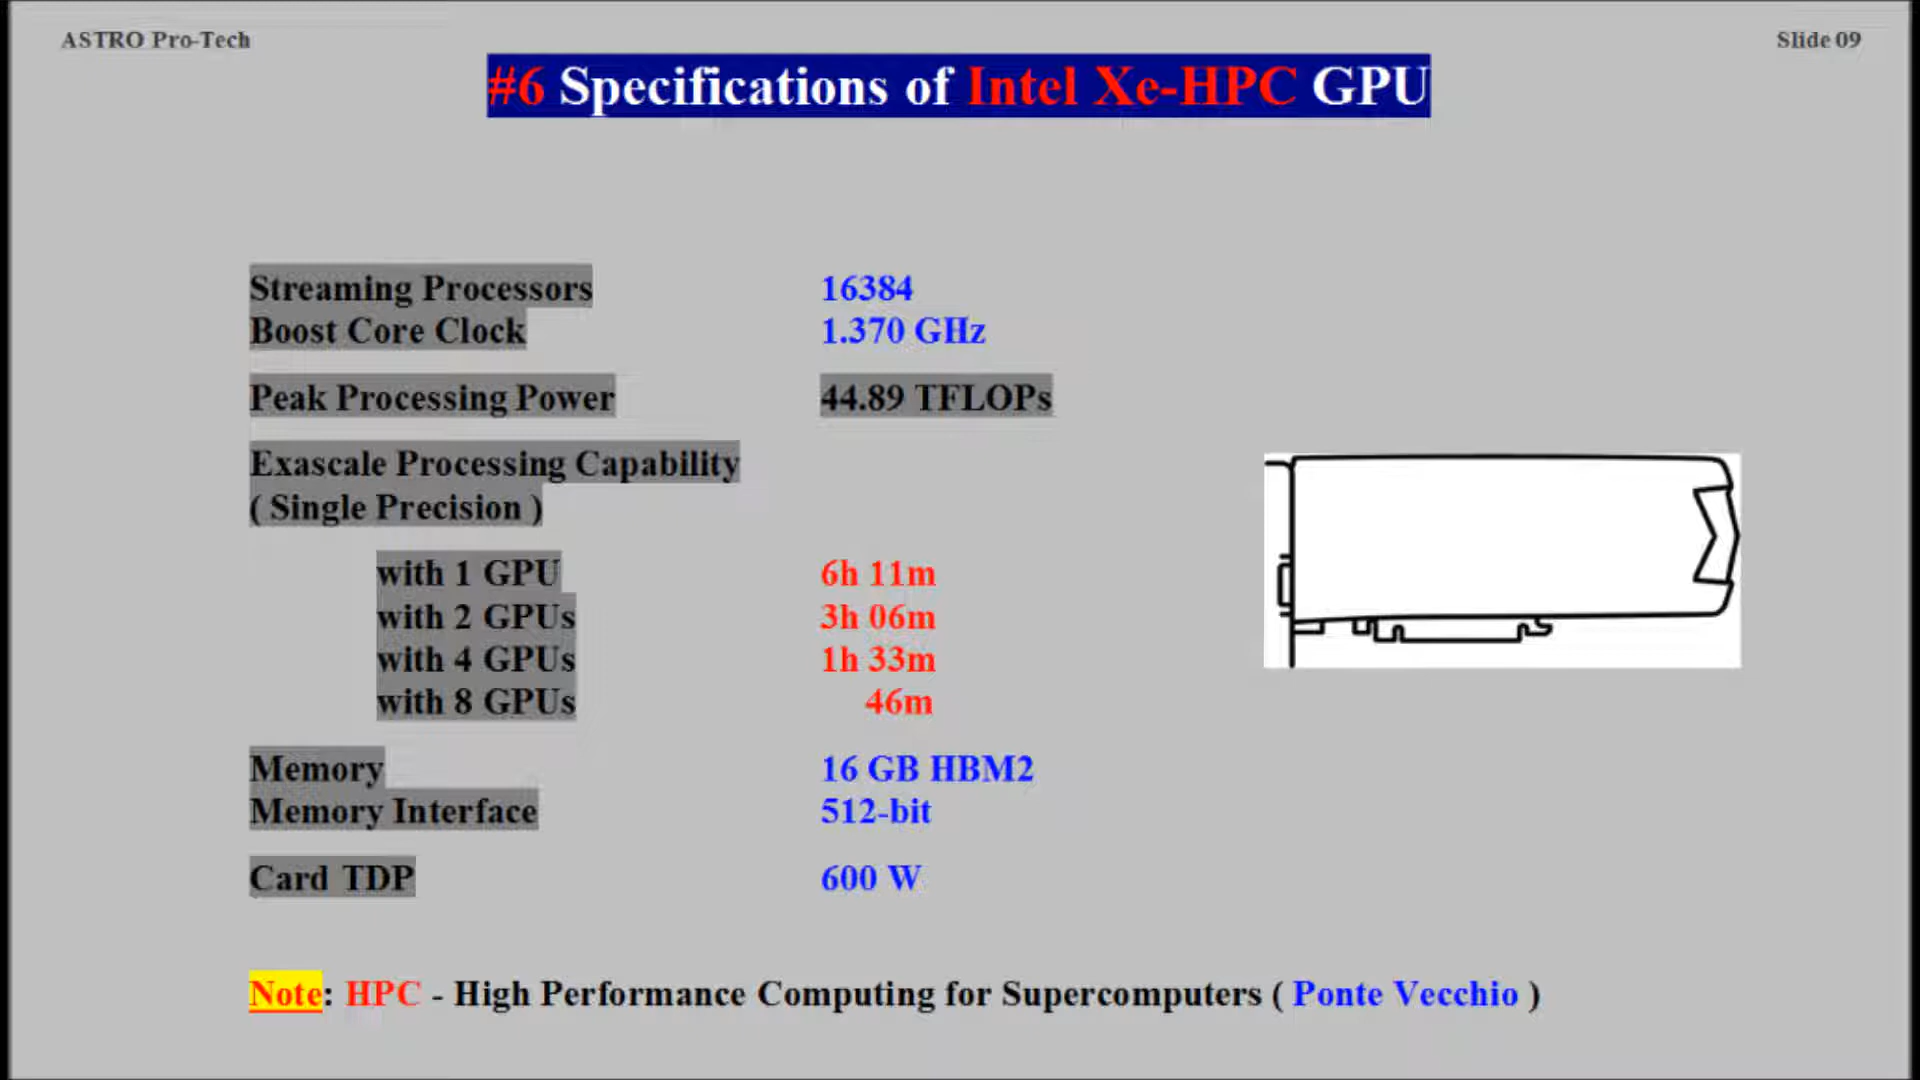 ASTRO Pro-Tech
Slide 09
#6 Specifications of Intel Xe-HPC GPU
Streaming Processors 16384
Boost Core Clock 1.370 GHz
Peak Processing Power 44.89 TFLOPs
Exascale Processing Capability
( Single Precision )
with 1 GPU 6h 11m
with 2 GPUs 3h 06m
with 4 GPUs 1h 33m
with 8 GPUs 46m
Memory 16 GB HBM2
Memory Interface 512-bit
Card TDP 600 W
Note: HPC - High Performance Computing for Supercomputers ( Ponte Vecchio )